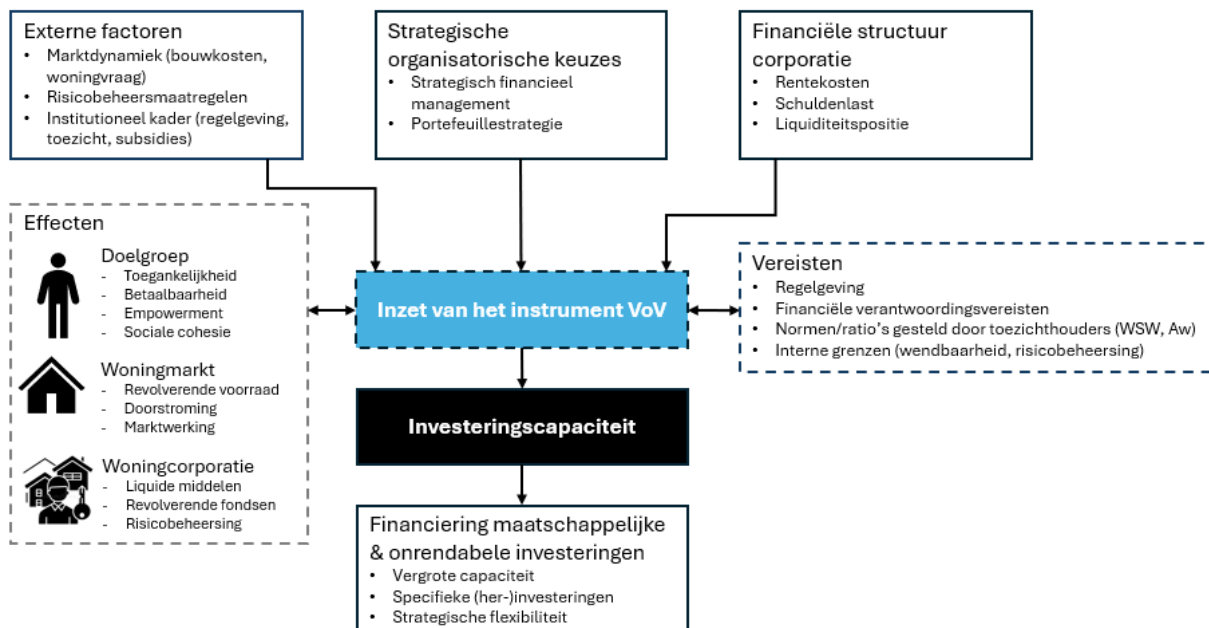 Externe factoren
• Marktdynamiek (bouwkosten,
woningvraag)
• Risicobeheersmaatregelen
• Institutioneel kader (regelgeving,
toezicht, subsidies)
Strategische
organisatorische keuzes
• Strategisch financieel
management
• Portefeuillestrategie
Financiële structuur
corporatie
• Rentekosten
• Schuldenlast
• Liquiditeitspositie
Effecten
Doelgroep
- Toegankelijkheid
- Betaalbaarheid
- Empowerment
- Sociale cohesie
Woningmarkt
- Revolverende voorraad
- Doorstroming
- Marktwerking
Woningcorporatie
- Liquide middelen
- Revolverende fondsen
- Risicobeheersing
Inzet van het instrument VoV
Vereisten
• Regelgeving
• Financiële verantwoordingsvereisten
• Normen/ratio's gesteld door toezichthouders (WSW, Aw)
• Interne grenzen (wendbaarheid, risicobeheersing)
Investeringscapaciteit
Financiering maatschappelijke
& onrendabele investeringen
• Vergrote capaciteit
• Specifieke (her-)investeringen
• Strategische flexibiliteit